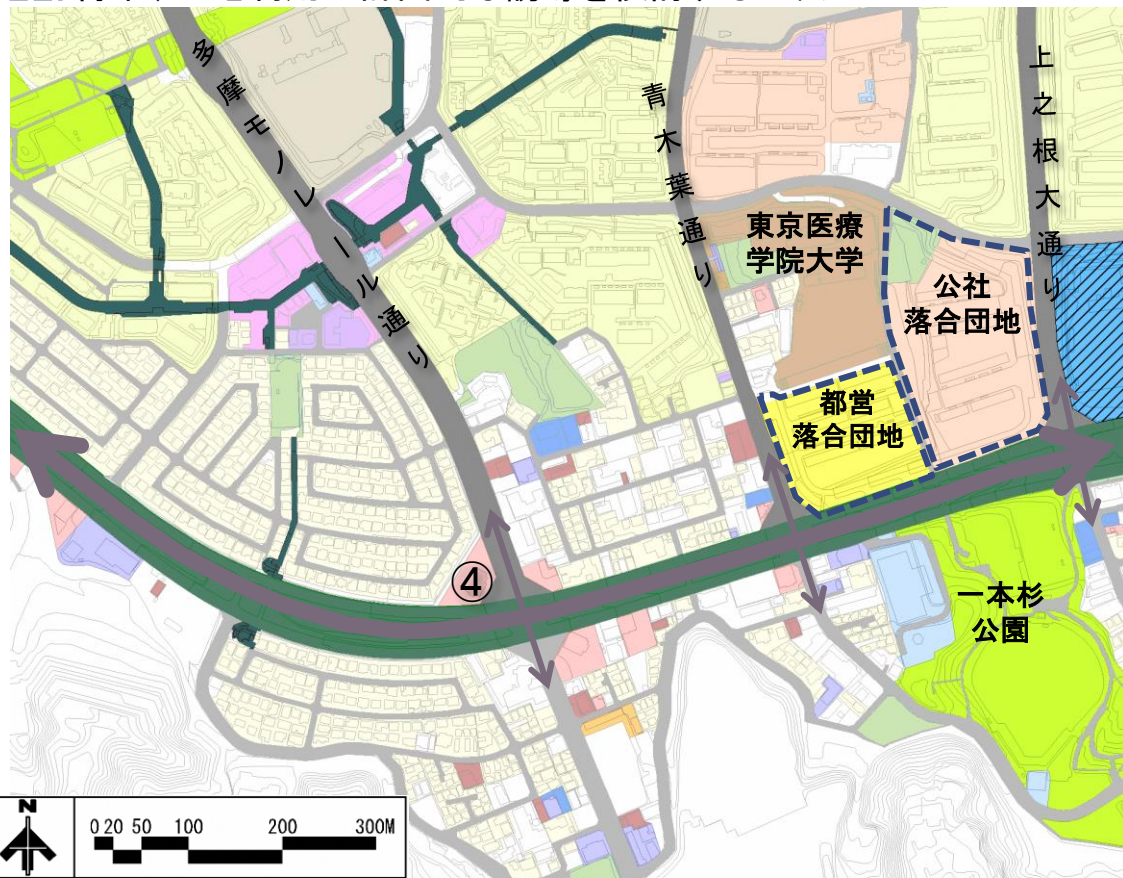 多摩モノレール通り
青木葉通り
上之根大通り
東京医療
学院大学
公社
落合団地
都営
落合団地
④
一本杉
公園
N
0 20 50 100 200 300M